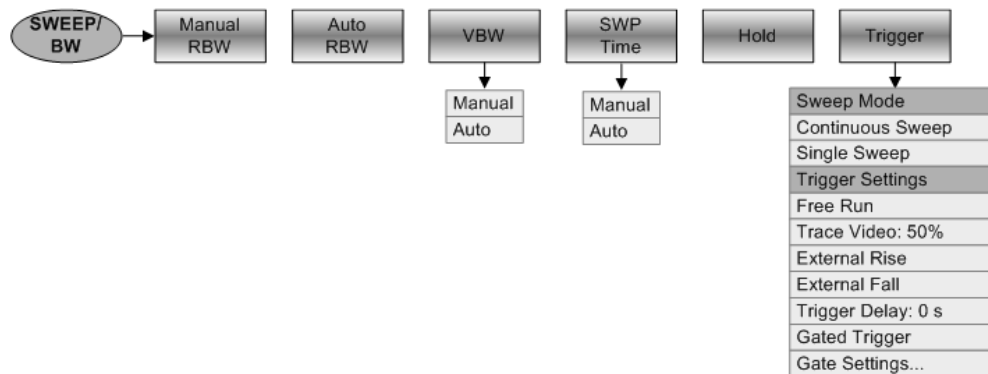 SWEEP/
BW
Manual
RBW
Auto
RBW
VBW
SWP
Time
Hold
Trigger
Manual
Auto
Manual
Auto
Sweep Mode
Continuous Sweep
Single Sweep
Trigger Settings
Free Run
Trace Video: 50%
External Rise
External Fall
Trigger Delay: 0 s
Gated Trigger
Gate Settings...